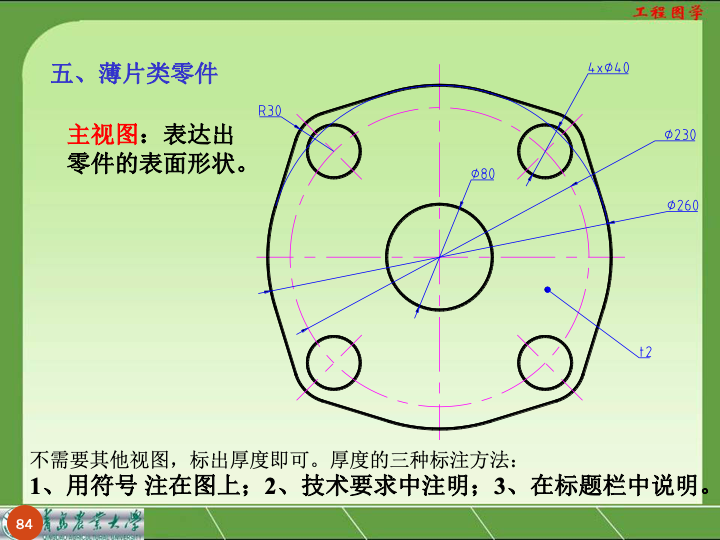 工程图学
五、薄片类零件
主视图：表达出
零件的表面形状。
4xφ40
R30
φ230
φ80
φ260
t2
不需要其他视图，标出厚度即可。厚度的三种标注方法：
1、用符号 注在图上；2、技术要求中注明；3、在标题栏中说明。
84
青岛农业大学